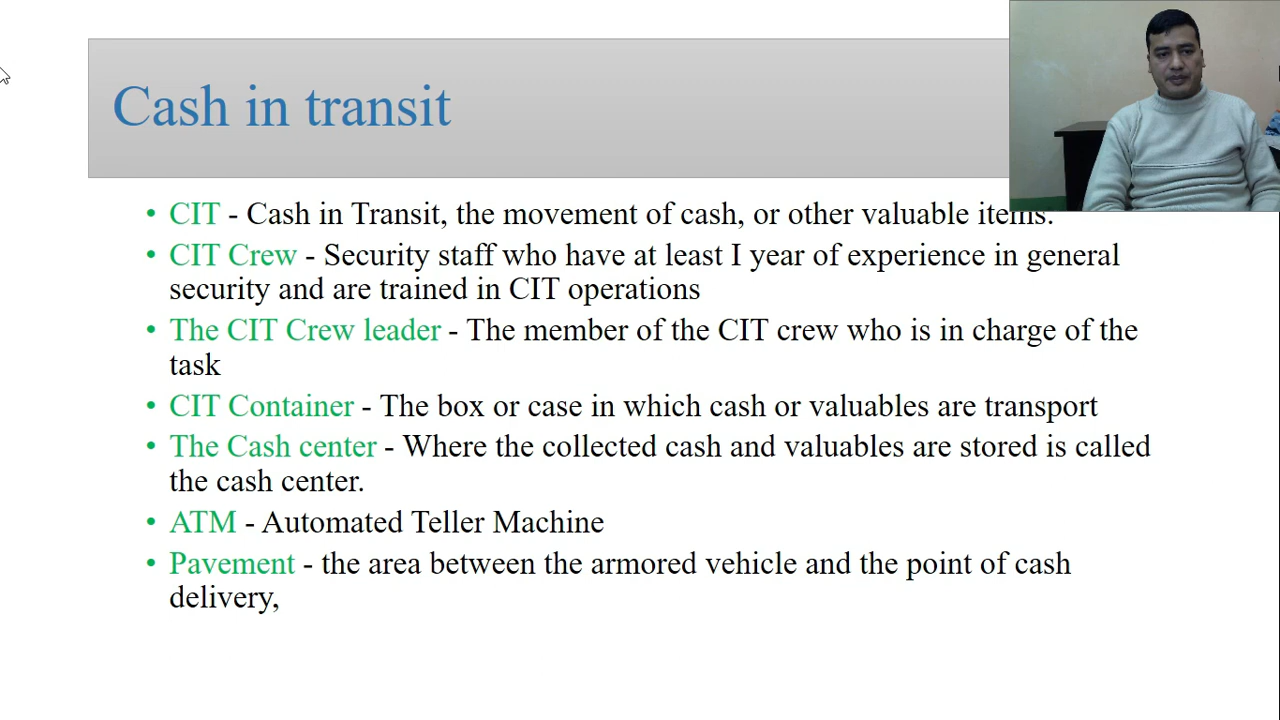 Cash in transit
• CIT - Cash in Transit, the movement of cash, or other valuable items.
• CIT Crew - Security staff who have at least I year of experience in general
security and are trained in CIT operations
• The CIT Crew leader - The member of the CIT crew who is in charge of the
task
• CIT Container - The box or case in which cash or valuables are transport
• The Cash center - Where the collected cash and valuables are stored is called
the cash center.
• ATM - Automated Teller Machine
• Pavement - the area between the armored vehicle and the point of cash
delivery,